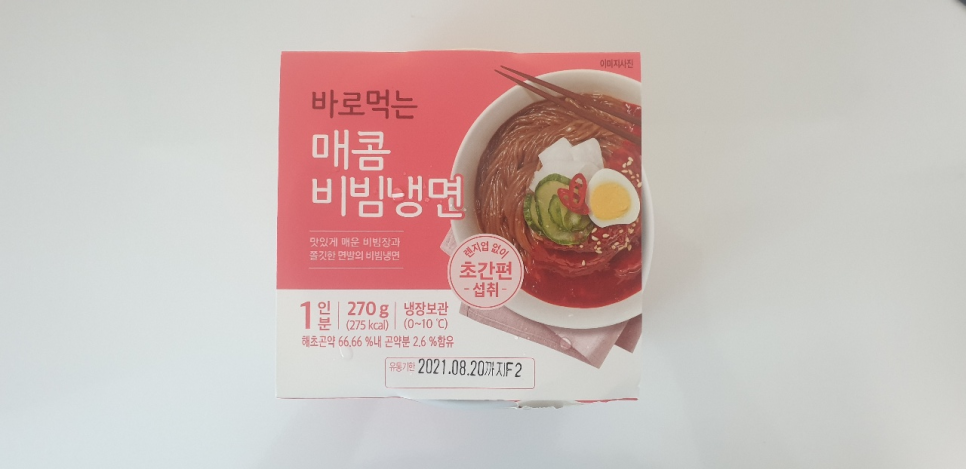 이미지사진
바로먹는
매콤
비빔냉면
맛있게 매운 비빔장과
쫄깃한 면발의 비빔냉면
렌지업 없이
초간편
- 섭취 -
1인분 270 g (275 kcal) 냉장보관 (0~10 ℃)
해초곤약 66.66 %내 곤약분 2.6 %함유
유통기한 2021.08.20까지F2